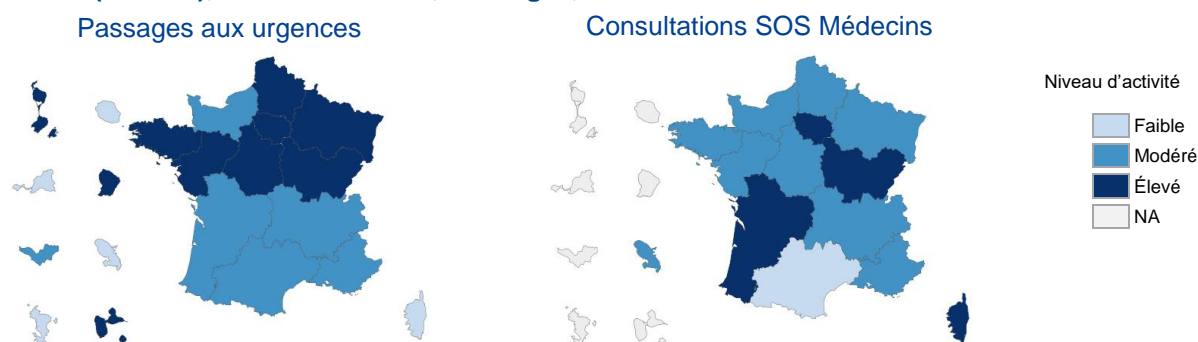 Passages aux urgences
Consultations SOS Médecins
Niveau d'activité
Faible
Modéré
Élevé
NA